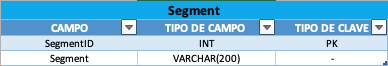 Segment
CAMPO TIPO DE CAMPO TIPO DE CLAVE
SegmentID INT PK
Segment VARCHAR(200) -